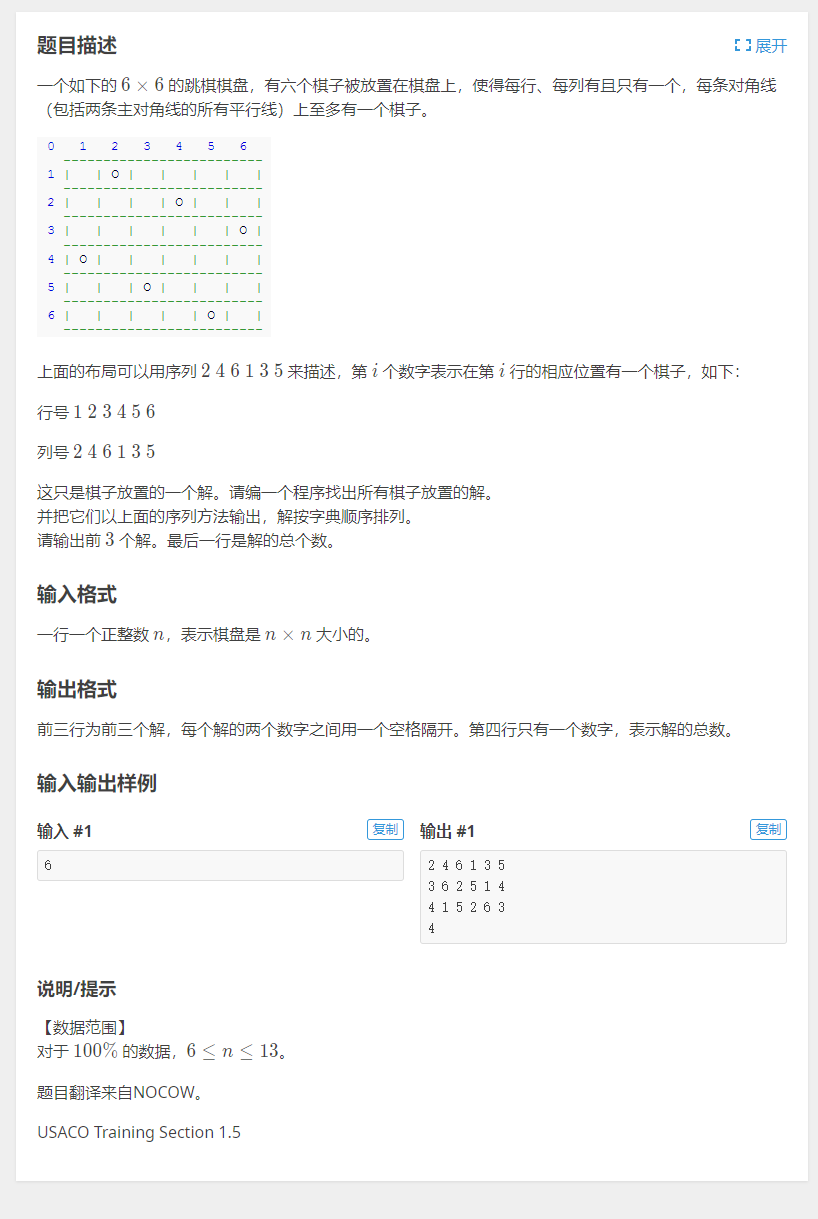 题目描述
展开
一个如下的 6 × 6 的跳棋棋盘，有六个棋子被放置在棋盘上，使得每行、每列有且只有一个，每条对角线
（包括两条主对角线的所有平行线）上至多有一个棋子。
0 1 2 3 4 5 6
-------------------------
1 | | O | | | | |
-------------------------
2 | | | | O | | |
-------------------------
3 | | | | | | O |
-------------------------
4 | O | | | | | |
-------------------------
5 | | | O | | | |
-------------------------
6 | | | | | O | |
-------------------------
上面的布局可以用序列 2 4 6 1 3 5 来描述，第 i 个数字表示在第 i 行的相应位置有一个棋子，如下：
行号 1 2 3 4 5 6
列号 2 4 6 1 3 5
这只是棋子放置的一个解。请编一个程序找出所有棋子放置的解。
并把它们以上面的序列方法输出，解按字典顺序排列。
请输出前 3 个解。最后一行是解的总个数。
输入格式
一行一个正整数 n，表示棋盘是 n × n 大小的。
输出格式
前三行为前三个解，每个解的两个数字之间用一个空格隔开。第四行只有一个数字，表示解的总数。
输入输出样例
输入 #1
复制
6
输出 #1
复制
2 4 6 1 3 5
3 6 2 5 1 4
4 1 5 2 6 3
4
说明/提示
【数据范围】
对于 100% 的数据，6 ≤ n ≤ 13。
题目翻译来自NOCOW。
USACO Training Section 1.5